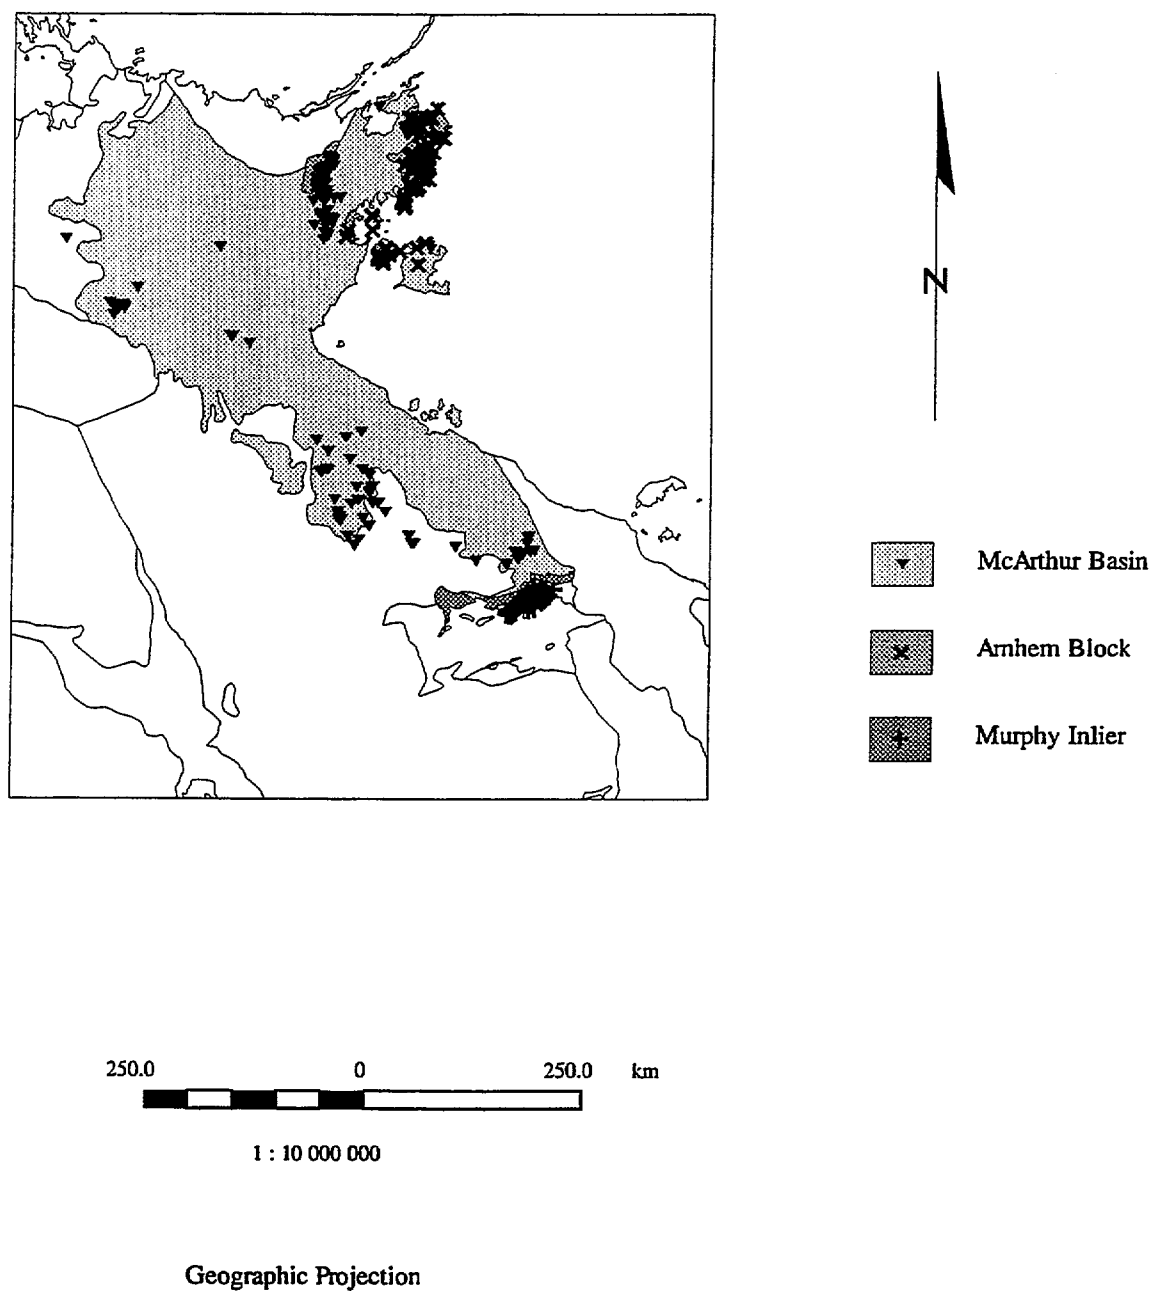 N
McArthur Basin
Arnhem Block
Murphy Inlier
250.0 0 250.0 km
1 : 10 000 000
Geographic Projection